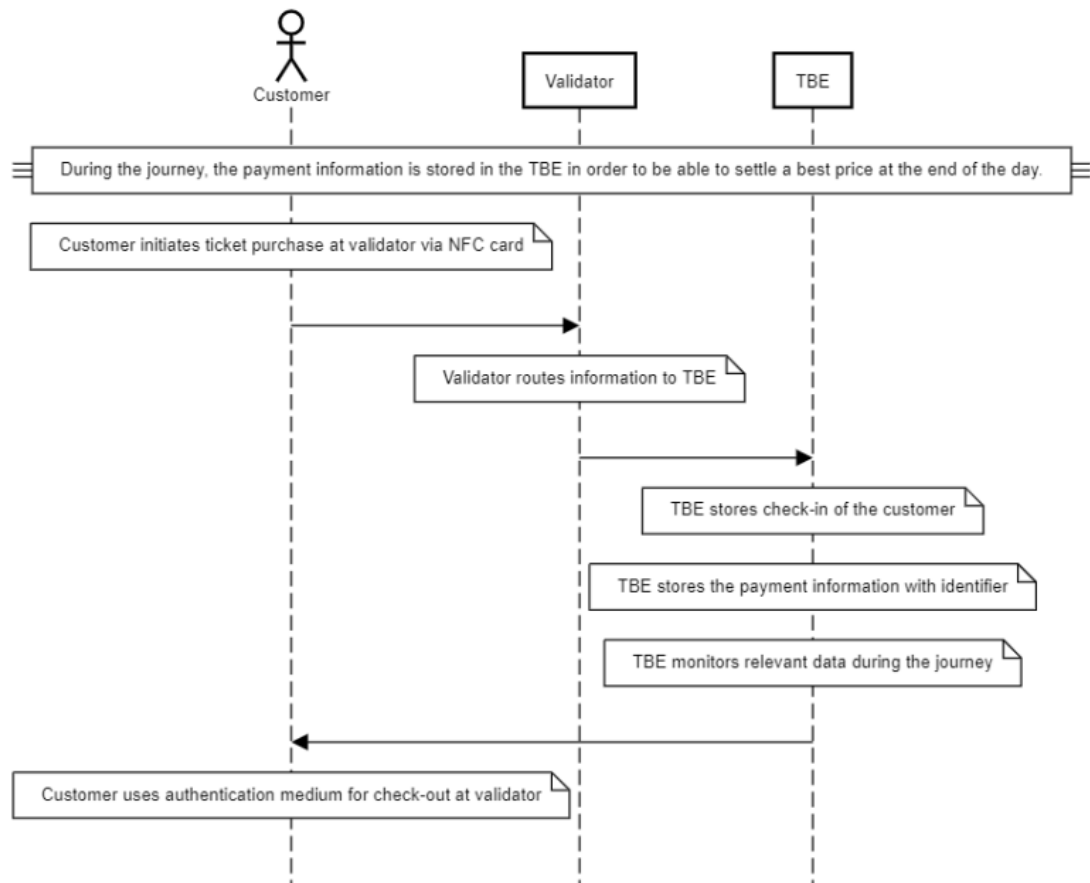 Customer
Validator
TBE
During the journey, the payment information is stored in the TBE in order to be able to settle a best price at the end of the day.
Customer initiates ticket purchase at validator via NFC card
Validator routes information to TBE
TBE stores check-in of the customer
TBE stores the payment information with identifier
TBE monitors relevant data during the journey
Customer uses authentication medium for check-out at validator